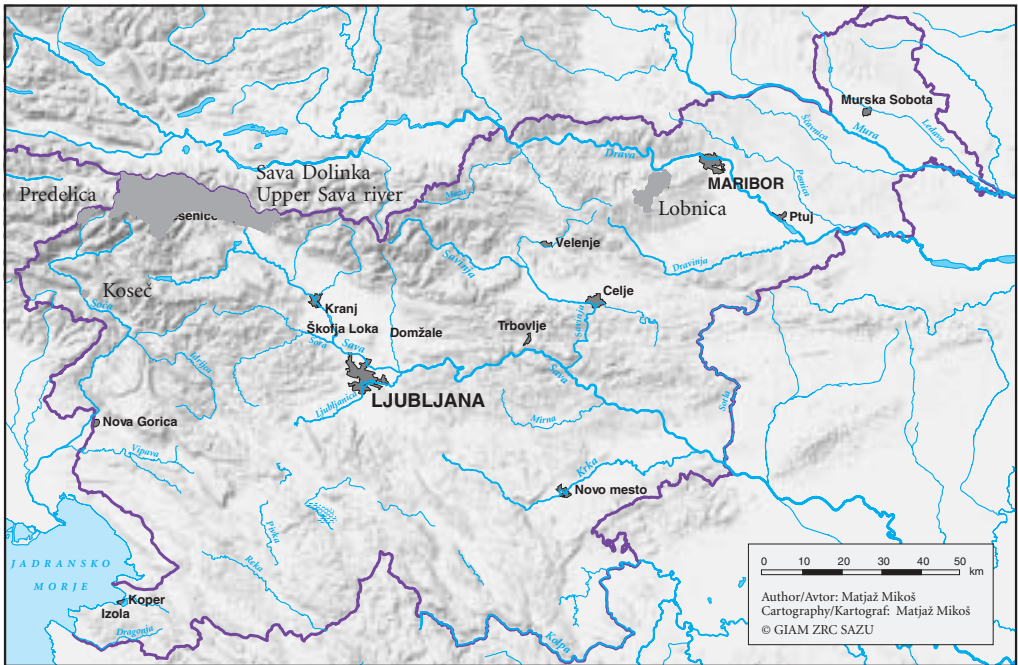 Murska Sobota
Ščavnica
Mura
Ledava
Drava
MARIBOR
Pesnica
Ptuj
Sava Dolinka
Upper Sava river
Predelica
esenice
Meža
Lobnica
Velenje
Savinja
Dravinja
Koseč
Soča
Kranj
Celje
Savinja
Škofja Loka
Domžale
Trbovlje
Sora
Sava
Idrijca
Sava
Ljubljanica
LJUBLJANA
Sotla
Mirna
Nova Gorica
Vipava
Krka
Novo mesto
Pivka
Reka
JADRANSKO
MORJE
Koper
Izola
Dragonja
Kolpa
0 10 20 30 40 50
km
Author/Avtor: Matjaž Mikoš
Cartography/Kartograf: Matjaž Mikoš
© GIAM ZRC SAZU